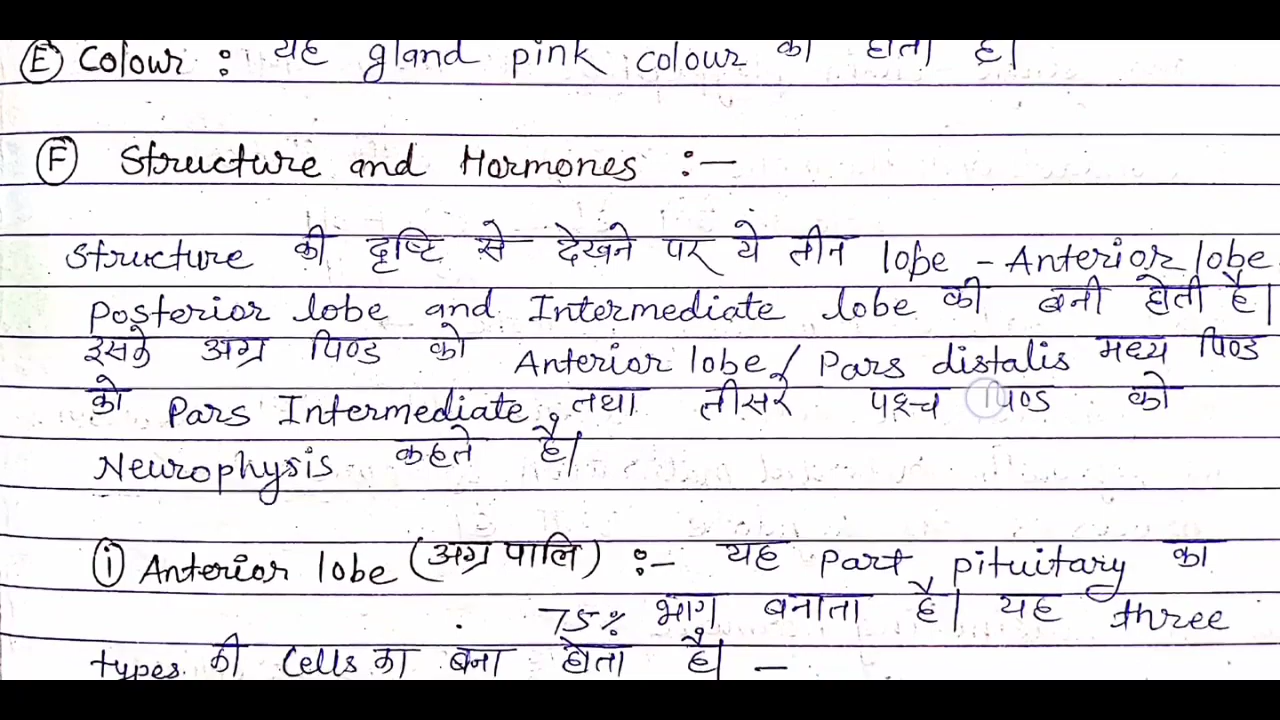 Ⓔ Colour : यह gland pink colour का होता है।
Ⓕ Structure and Hormones :-
Structure की दृष्टि से देखने पर ये तीन lobe - Anterior lobe
Posterior lobe and Intermediate lobe की बनी होती है।
इसके अग्र पिण्ड को Anterior lobe/ Pars distalis मध्य पिण्ड
को Pars Intermediate, तथा तीसरे पश्च पिण्ड को
Neurophysis कहते है।
ⓘ Anterior lobe (अग्र पालि) :- यह Part pituitary का
75% भाग बनाता है। यह three
types की Cells का बना होता है। -